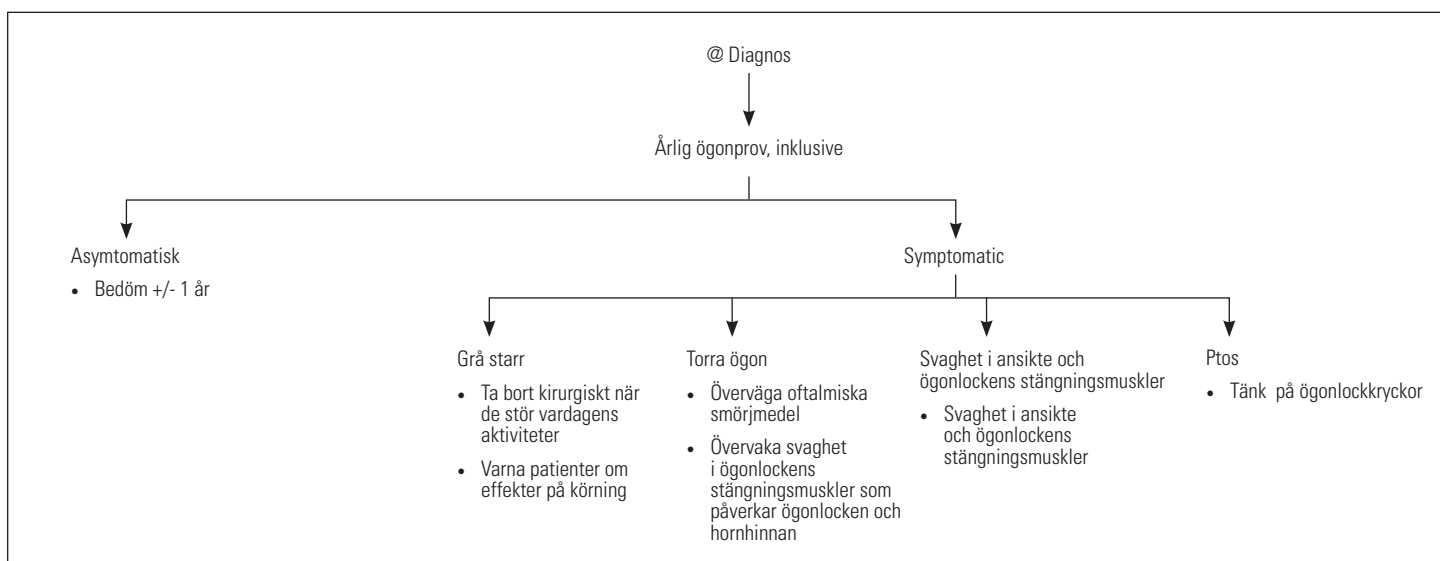 @ Diagnos
Årlig ögonprov, inklusive
Asymtomatisk
• Bedöm +/- 1 år
Symptomatic
Grå starr
• Ta bort kirurgiskt när
de stör vardagens
aktiviteter
• Varna patienter om
effekter på körning
Torra ögon
• Överväga oftalmiska
smörjmedel
• Övervaka svaghet
i ögonlockens
stängningsmuskler som
påverkar ögonlocken och
hornhinnan
Svaghet i ansikte och
ögonlockens stängningsmuskler
• Svaghet i ansikte
och ögonlockens
stängningsmuskler
Ptos
• Tänk på ögonlockkryckor